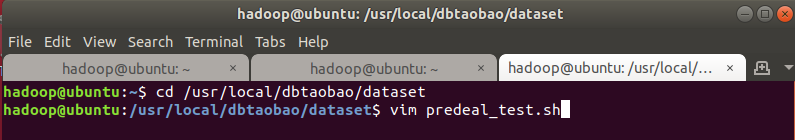 hadoop@ubuntu: /usr/local/dbtaobao/dataset
File Edit View Search Terminal Tabs Help
hadoop@ubuntu: ~ × hadoop@ubuntu: ~ × hadoop@ubuntu: /usr/local/... ×
hadoop@ubuntu:~$ cd /usr/local/dbtaobao/dataset
hadoop@ubuntu:/usr/local/dbtaobao/dataset$ vim predeal_test.sh